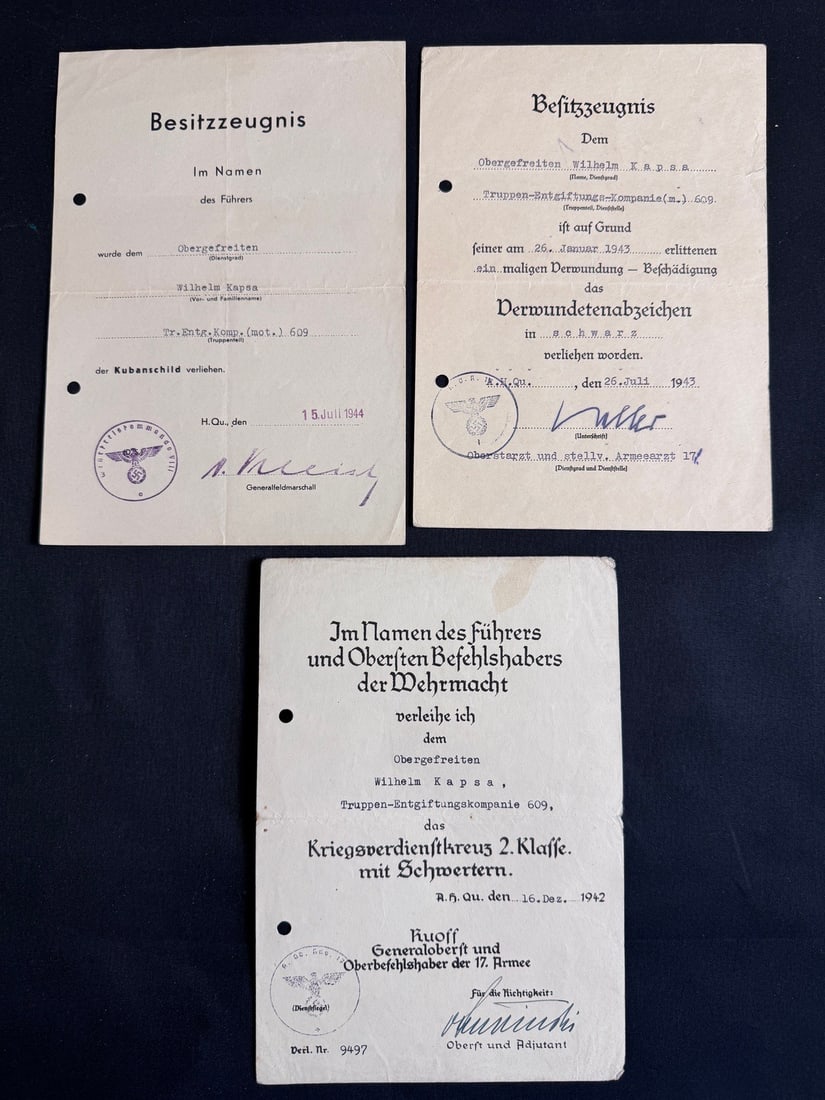 Besitzzeugnis
Im Namen
des Führers
wurde dem Obergefreiten
(Dienstgrad)
Wilhelm Kapsa
(Vor- und Familienname)
Tr.Entg.Komp.(mot.) 609
(Truppenteil)
der Kubanschild verliehen.
H.Qu., den 15. Juli 1944
v. Kleist
Generalfeldmarschall
Beſitzzeugnis
Dem
Obergefreiten Wilhelm K a p s a
(Name, Dienſtgrad)
Truppen-Entgiftungs-Kompanie(m.) 609.
(Truppenteil, Dienſtſtelle)
iſt auf Grund
ſeiner am 26. Januar 1943 erlittenen
ein maligen Verwundung – Beſchädigung
das
Verwundetenabzeichen
in s c h w a r z
verliehen worden.
A.H.Qu. , den 26. Juli 1943
(Unterſchrift)
Oberstarzt und stellv. Armeearzt 17
(Dienſtgrad und Dienſtſtelle)
Im Namen des Führers
und Oberſten Befehlshabers
der Wehrmacht
verleihe ich
dem
Obergefreiten
Wilhelm K a p s a ,
Truppen-Entgiftungskompanie 609,
das
Kriegsverdienſtkreuz 2. Klaſſe.
mit Schwertern.
A.H.Qu. den 16. Dez. 1942
Ruoff
Generaloberſt und
Oberbefehlshaber der 17. Armee
(Dienſtſiegel)
Für die Richtigkeit:
Oberſt und Adjutant
Verl. Nr. 9497